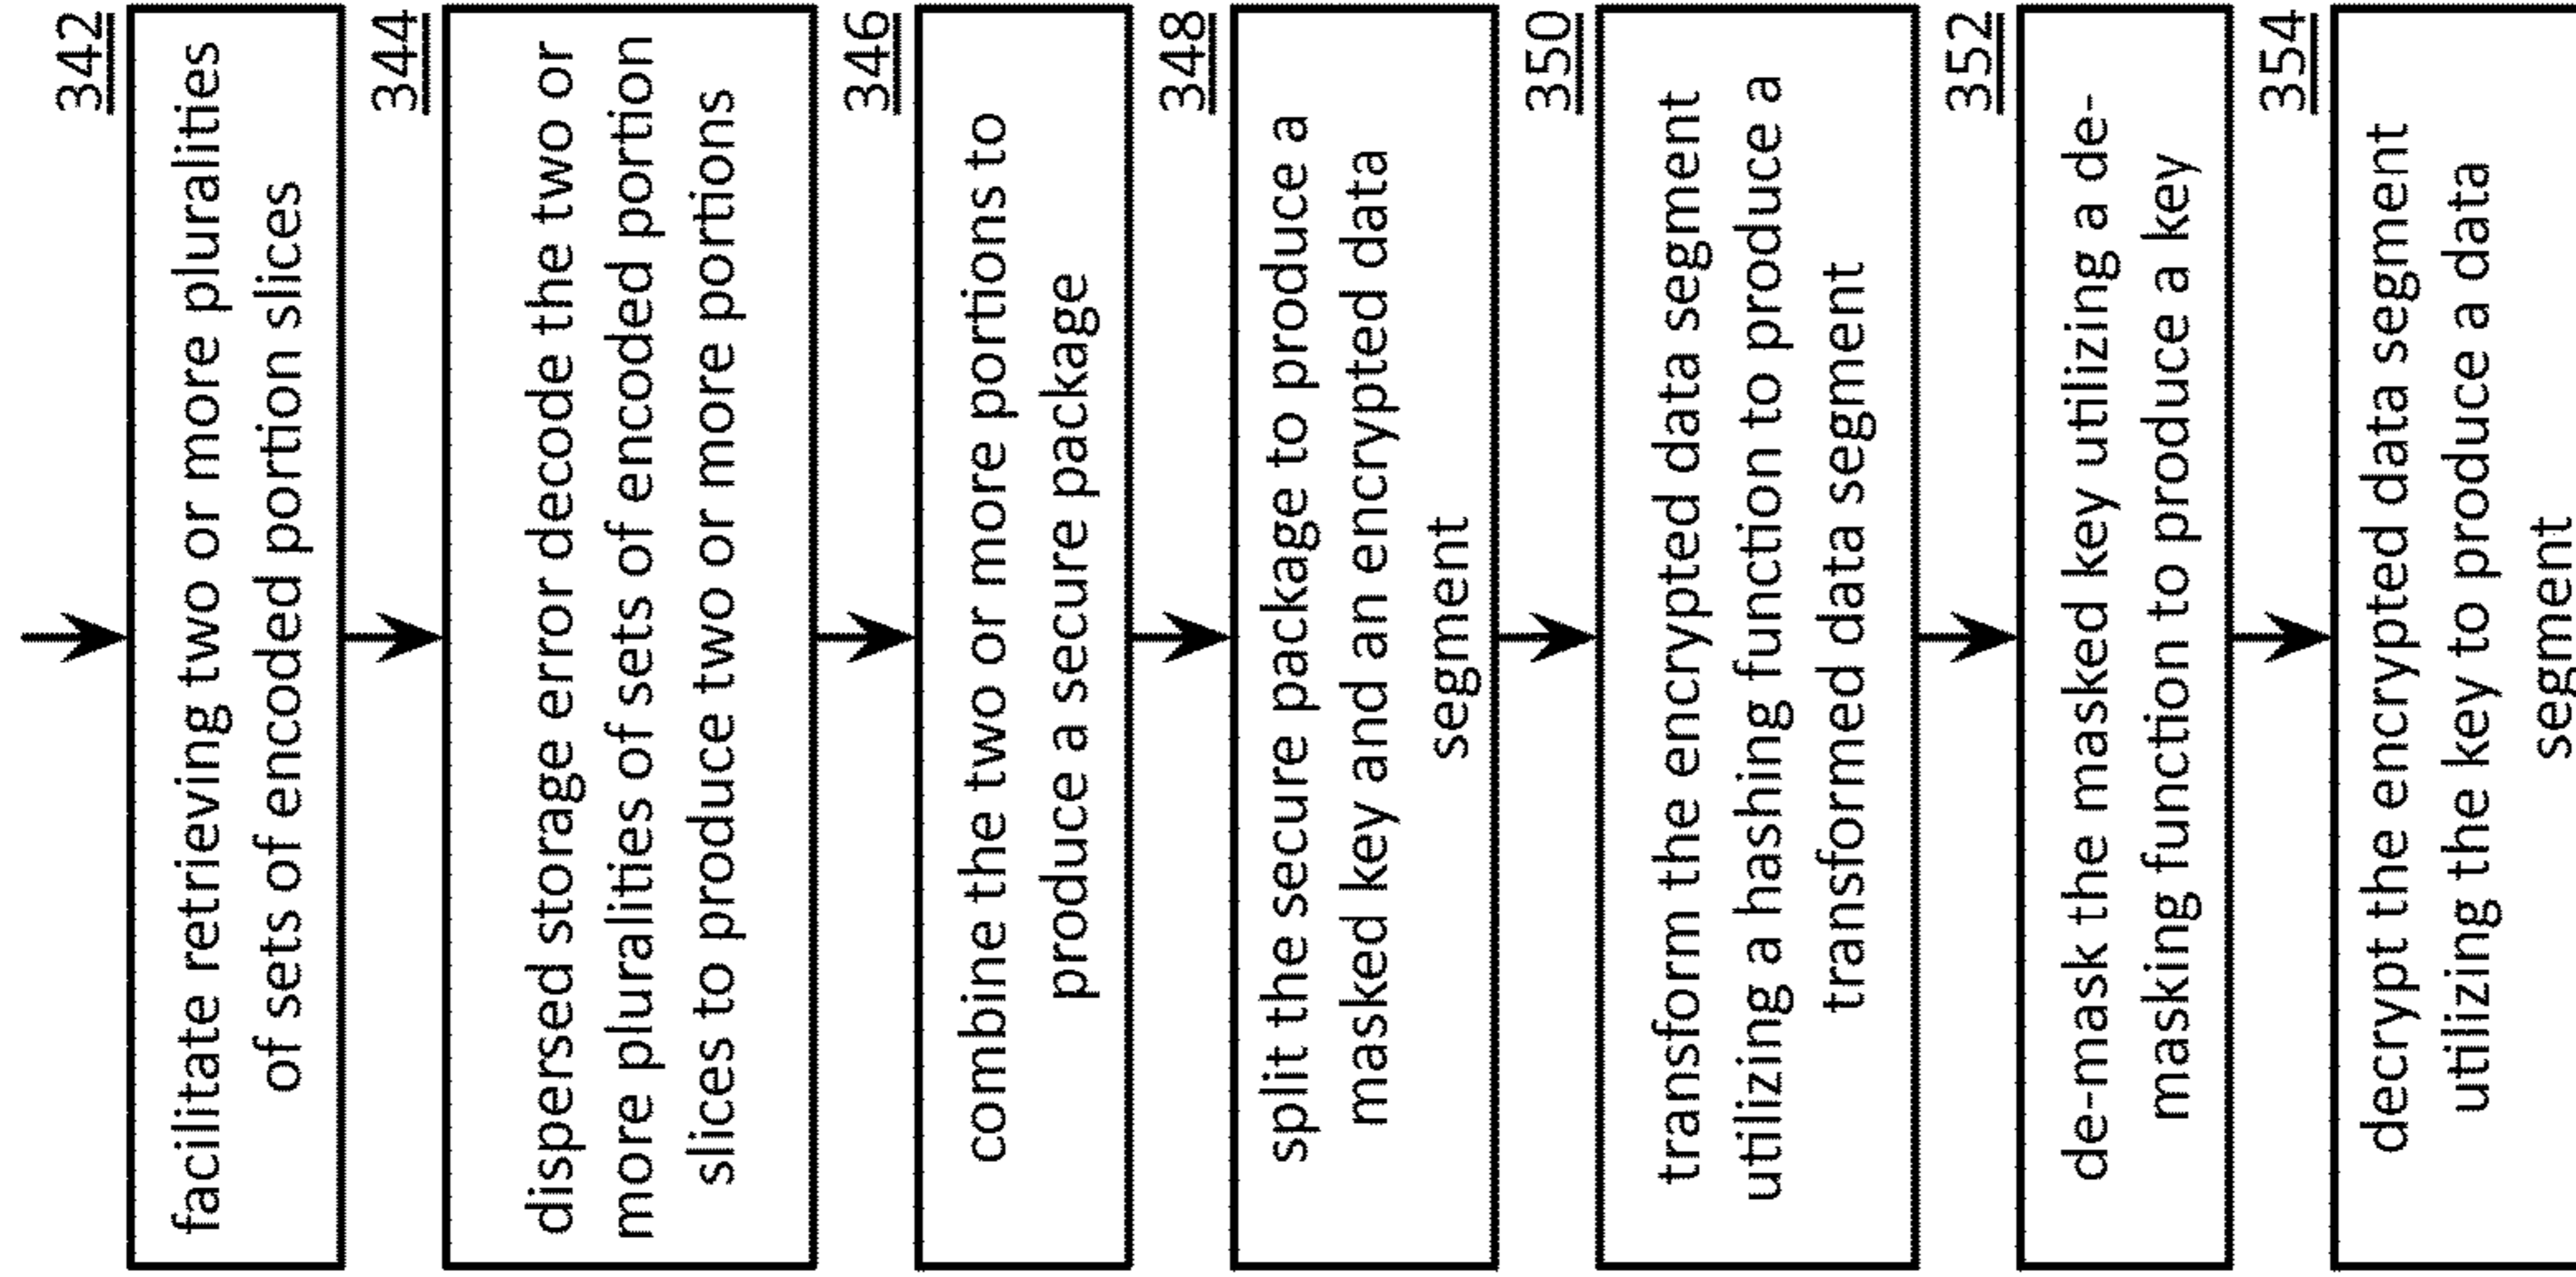 342
facilitate retrieving two or more pluralities
of sets of encoded portion slices
344
dispersed storage error decode the two or
more pluralities of sets of encoded portion
slices to produce two or more portions
346
combine the two or more portions to
produce a secure package
348
split the secure package to produce a
masked key and an encrypted data
segment
350
transform the encrypted data segment
utilizing a hashing function to produce a
transformed data segment
352
de-mask the masked key utilizing a de-
masking function to produce a key
354
decrypt the encrypted data segment
utilizing the key to produce a data
segment